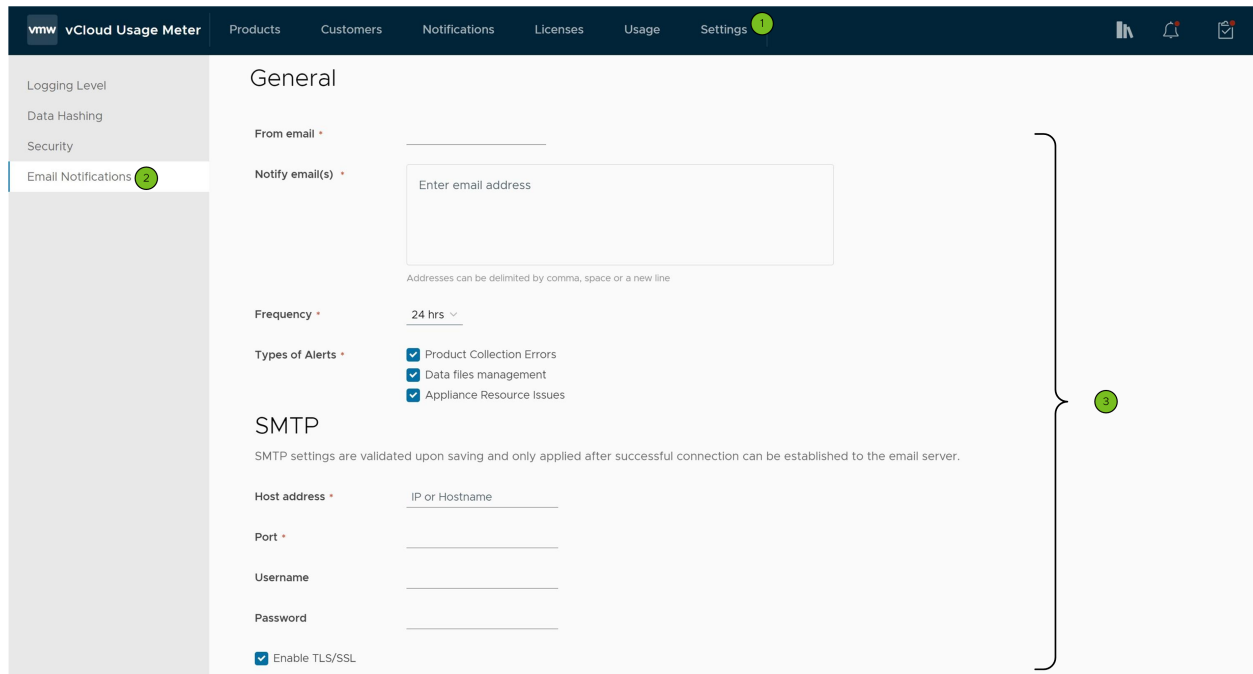 vmw vCloud Usage Meter Products Customers Notifications Licenses Usage Settings 1
Logging Level
Data Hashing
Security
Email Notifications 2
General
From email *
Notify email(s) *
Enter email address
Addresses can be delimited by comma, space or a new line
Frequency *
24 hrs
Types of Alerts *
Product Collection Errors
Data files management
Appliance Resource Issues
3
SMTP
SMTP settings are validated upon saving and only applied after successful connection can be established to the email server.
Host address *
IP or Hostname
Port *
Username
Password
Enable TLS/SSL